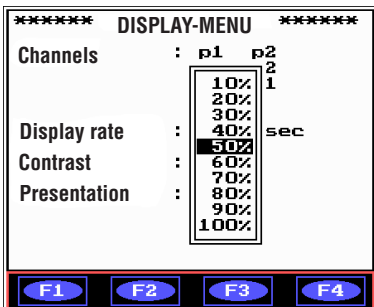 ****** DISPLAY-MENU ******
Channels : p1 p2
2
10% 1
20%
30%
Display rate : 40% sec
50%
Contrast : 60%
70%
Presentation : 80%
90%
100%
F1 F2 F3 F4